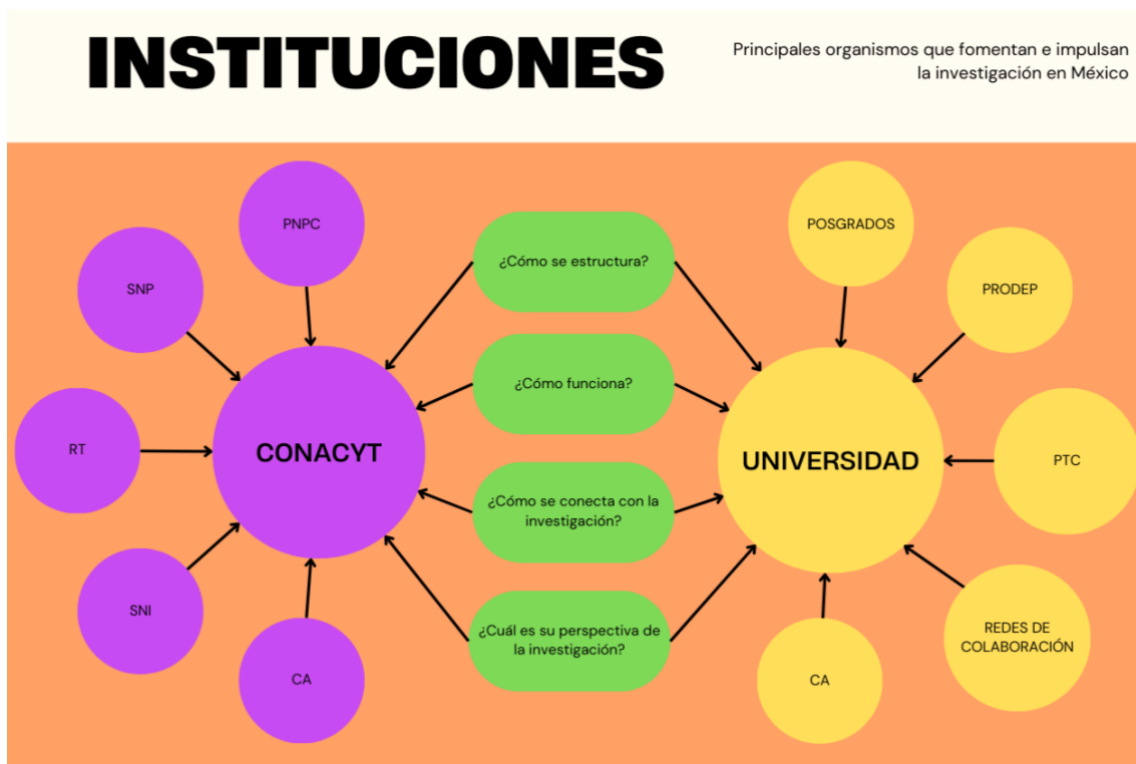 INSTITUCIONES
Principales organismos que fomentan e impulsan
la investigación en México
PNPC
SNP
RT
SNI
CA
CONACYT
¿Cómo se estructura?
¿Cómo funciona?
¿Cómo se conecta con la
investigación?
¿Cuál es su perspectiva de
la investigación?
UNIVERSIDAD
POSGRADOS
PRODEP
PTC
REDES DE
COLABORACIÓN
CA